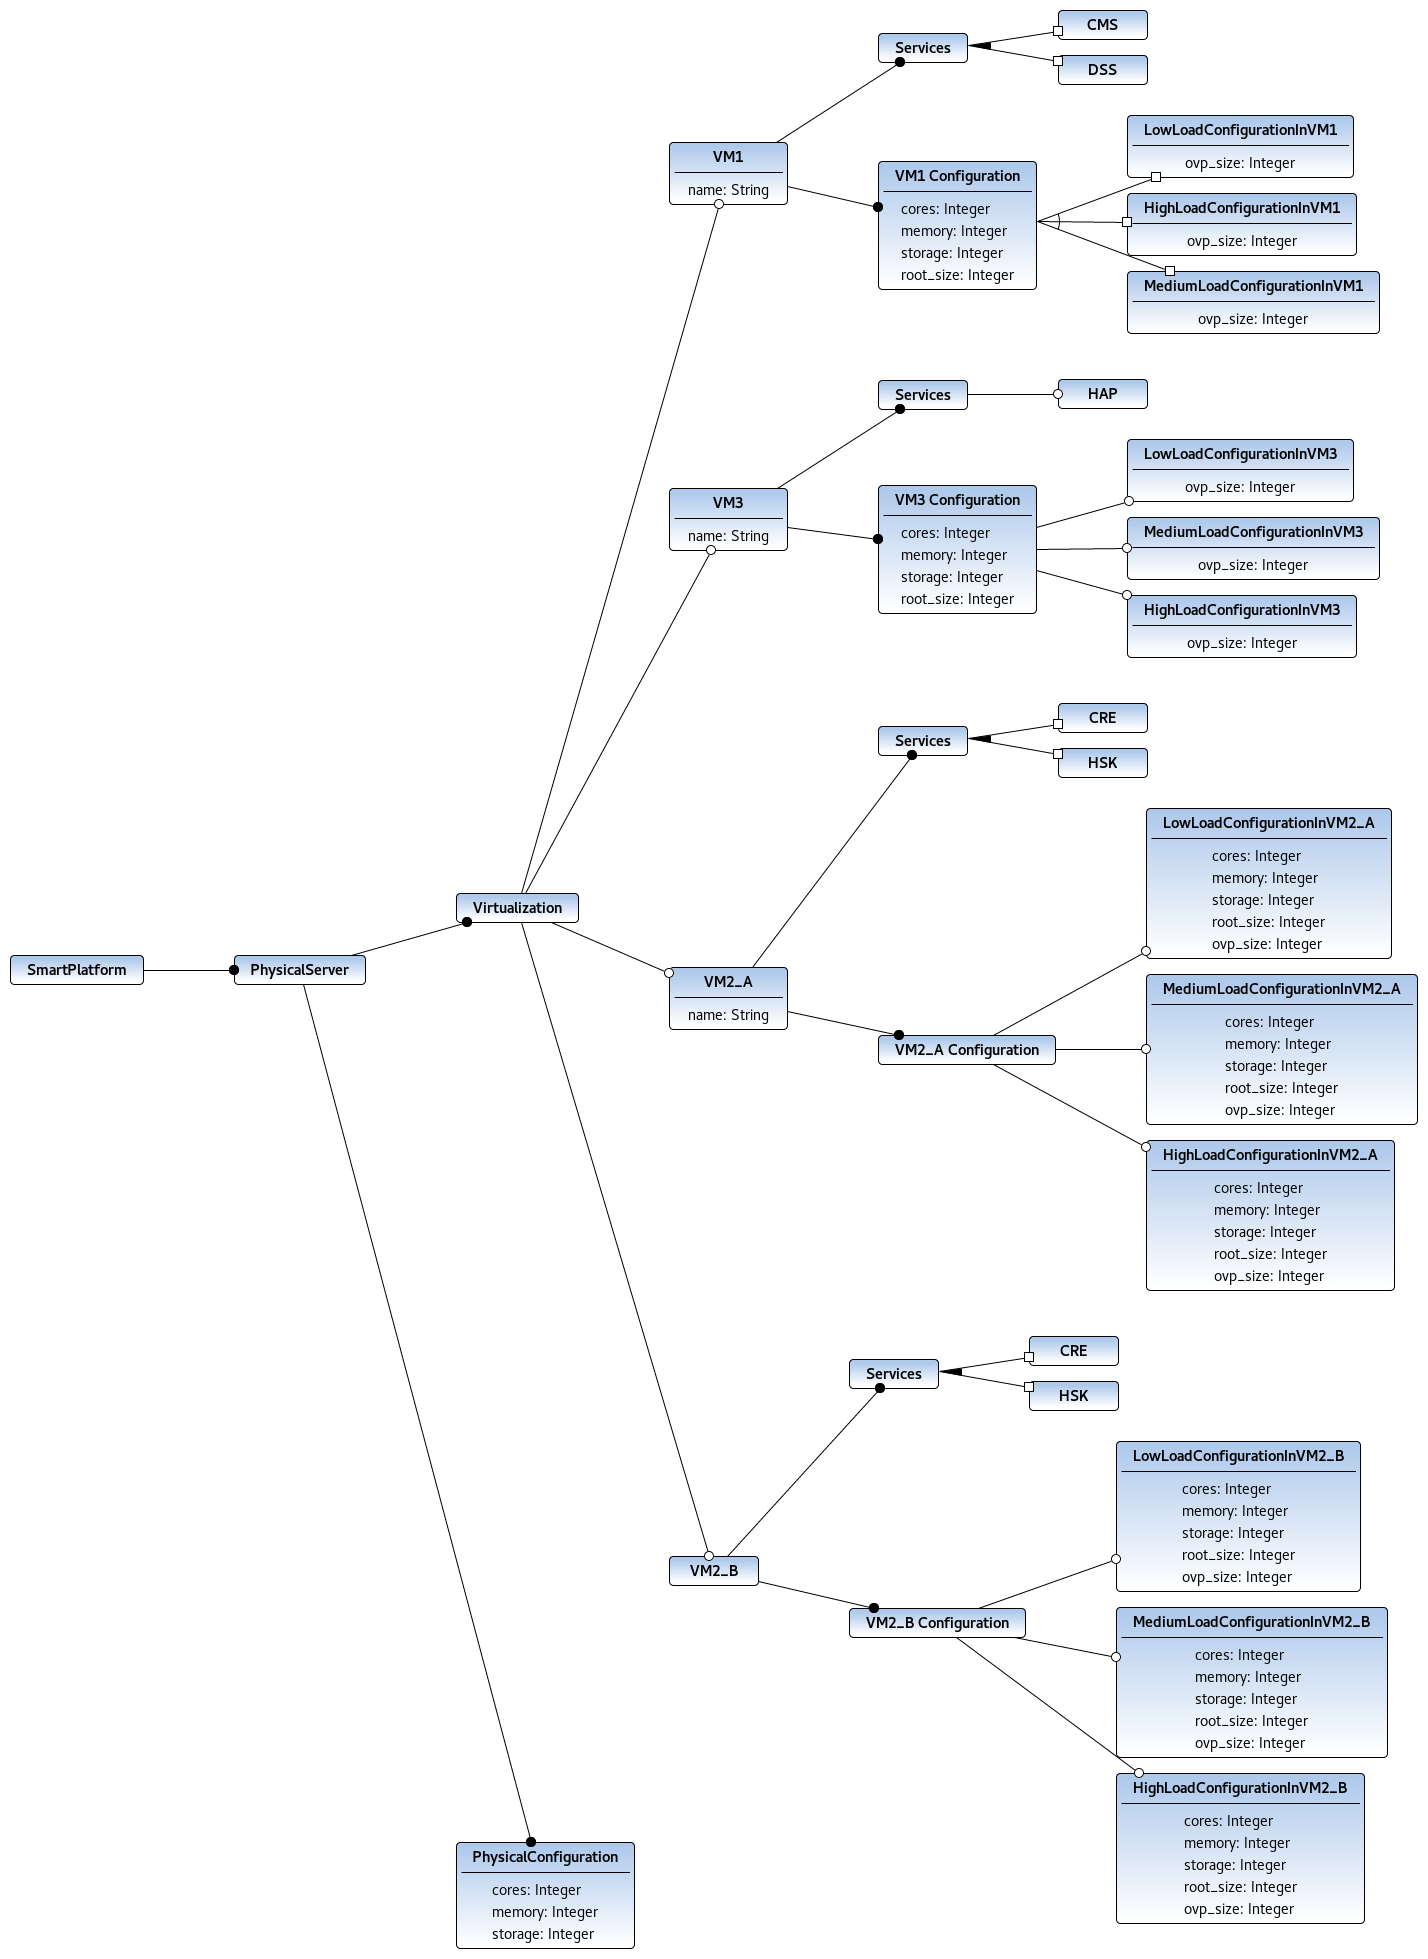 CMS
Services
DSS
LowLoadConfigurationInVM1
ovp_size: Integer
VM1
name: String
VM1 Configuration
cores: Integer
memory: Integer
storage: Integer
root_size: Integer
HighLoadConfigurationInVM1
ovp_size: Integer
MediumLoadConfigurationInVM1
ovp_size: Integer
Services
HAP
LowLoadConfigurationInVM3
ovp_size: Integer
VM3
name: String
VM3 Configuration
cores: Integer
memory: Integer
storage: Integer
root_size: Integer
MediumLoadConfigurationInVM3
ovp_size: Integer
HighLoadConfigurationInVM3
ovp_size: Integer
CRE
Services
HSK
LowLoadConfigurationInVM2_A
cores: Integer
memory: Integer
storage: Integer
root_size: Integer
ovp_size: Integer
Virtualization
SmartPlatform
PhysicalServer
VM2_A
name: String
VM2_A Configuration
MediumLoadConfigurationInVM2_A
cores: Integer
memory: Integer
storage: Integer
root_size: Integer
ovp_size: Integer
HighLoadConfigurationInVM2_A
cores: Integer
memory: Integer
storage: Integer
root_size: Integer
ovp_size: Integer
CRE
Services
HSK
LowLoadConfigurationInVM2_B
cores: Integer
memory: Integer
storage: Integer
root_size: Integer
ovp_size: Integer
VM2_B
VM2_B Configuration
MediumLoadConfigurationInVM2_B
cores: Integer
memory: Integer
storage: Integer
root_size: Integer
ovp_size: Integer
HighLoadConfigurationInVM2_B
cores: Integer
memory: Integer
storage: Integer
root_size: Integer
ovp_size: Integer
PhysicalConfiguration
cores: Integer
memory: Integer
storage: Integer